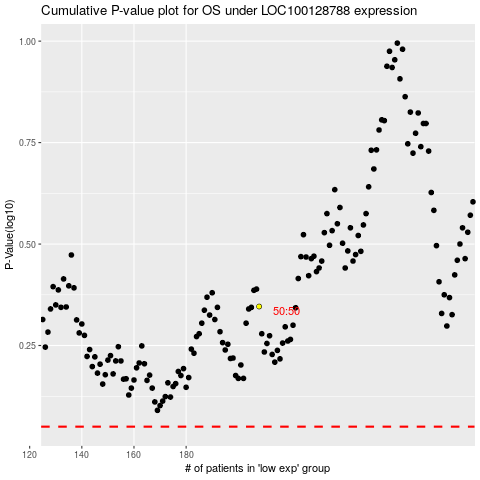 Cumulative P-value plot for OS under LOC100128788 expression
P-Value(log10)
1.00
0.75
0.50
0.25
50:50
120 140 160 180
# of patients in 'low exp' group